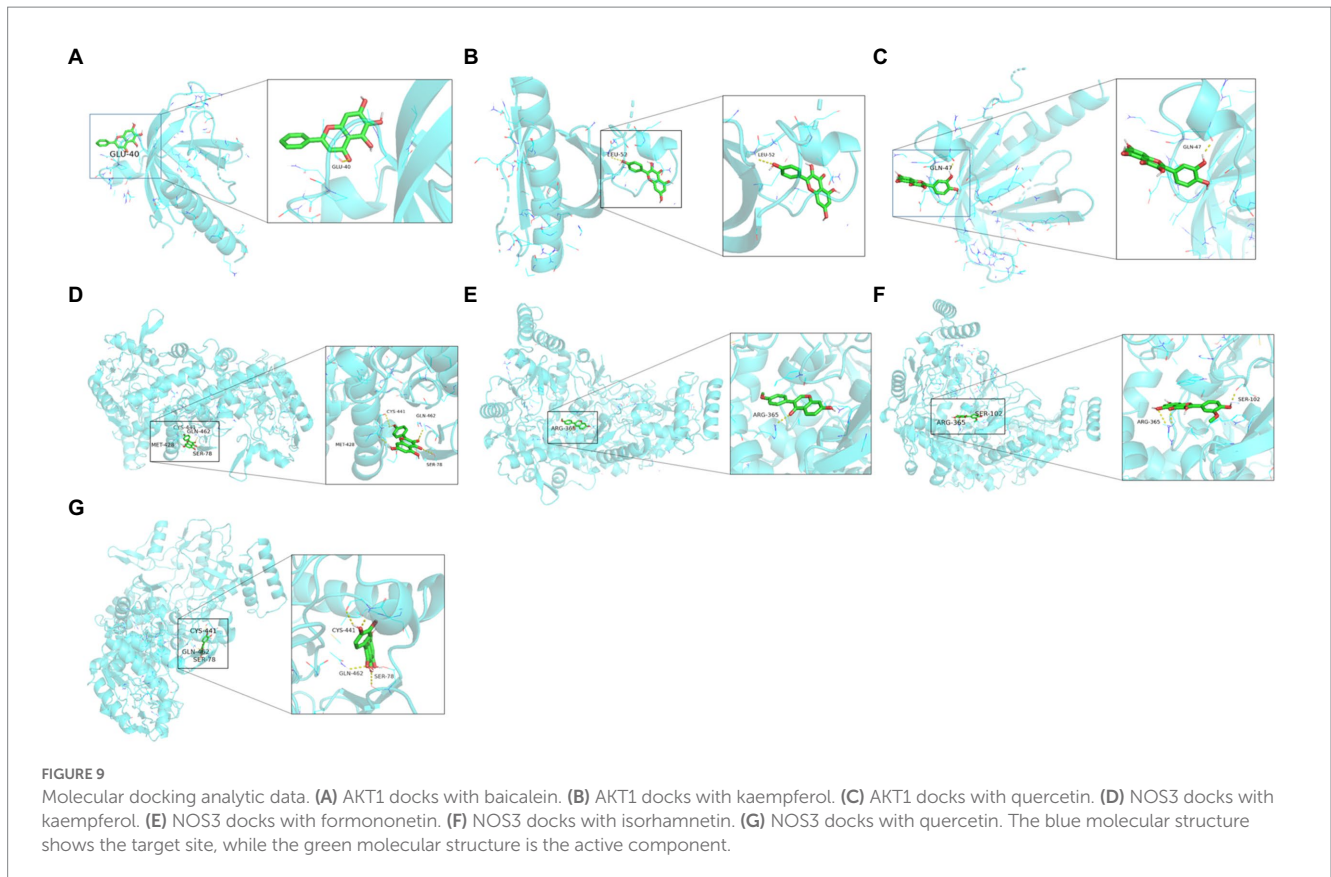 A
GLU-40
GLU-40
B
LEU-52
LEU-52
C
GLN-47
GLN-47
D
CYS-441
GLN-462
MET-428
SER-78
CYS-441
GLN-462
MET-428
SER-78
E
ARG-365
ARG-365
F
SER-102
ARG-365
SER-102
ARG-365
G
CYS-441
GLN-462
SER-78
CYS-441
GLN-462
SER-78
FIGURE 9
Molecular docking analytic data. (A) AKT1 docks with baicalein. (B) AKT1 docks with kaempferol. (C) AKT1 docks with quercetin. (D) NOS3 docks with
kaempferol. (E) NOS3 docks with formononetin. (F) NOS3 docks with isorhamnetin. (G) NOS3 docks with quercetin. The blue molecular structure
shows the target site, while the green molecular structure is the active component.